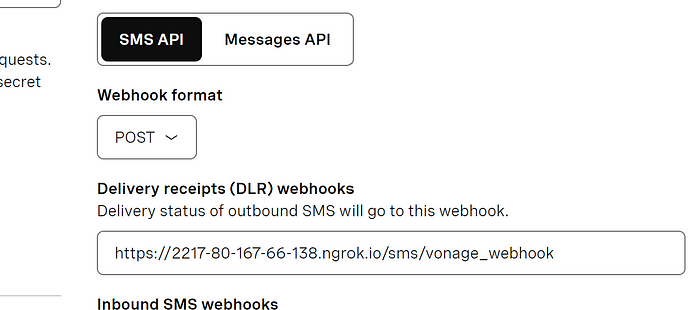 SMS API Messages API
quests.
secret
Webhook format
POST
Delivery receipts (DLR) webhooks
Delivery status of outbound SMS will go to this webhook.
https://2217-80-167-66-138.ngrok.io/sms/vonage_webhook
Inbound SMS webhooks